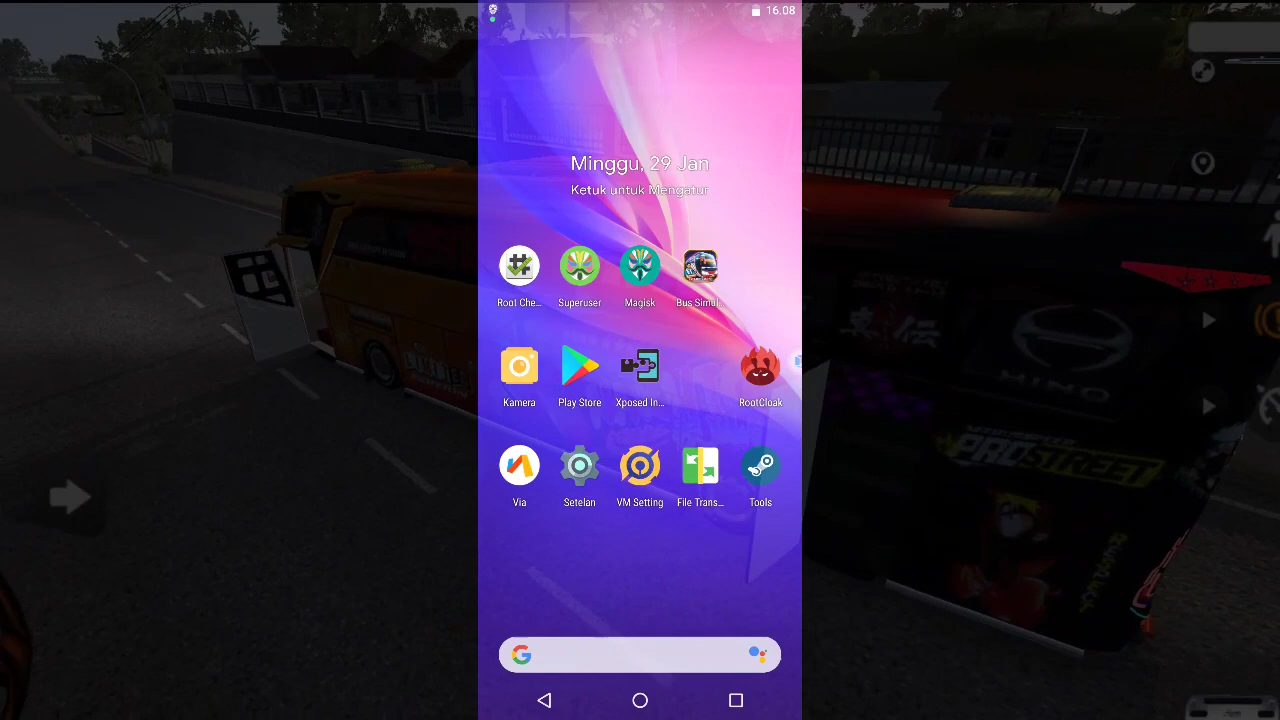 16.08
Minggu, 29 Jan
Ketuk untuk Mengatur
Root Che...
Superuser
Magisk
Bus Simul...
Kamera
Play Store
Xposed In...
RootCloak
Via
Setelan
VM Setting
File Trans...
Tools
HINO
PROSTREET